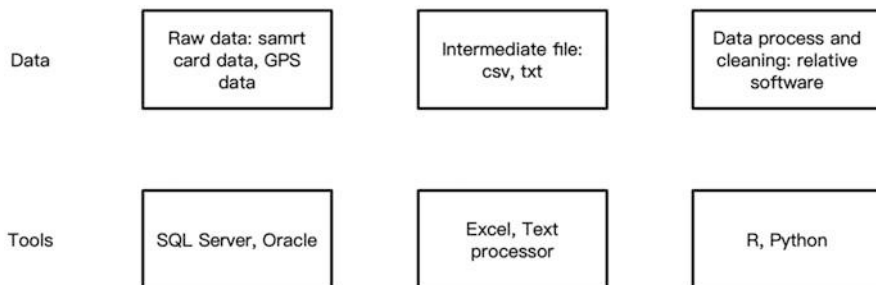 Data
Raw data: samrt
card data, GPS
data
Intermediate file:
csv, txt
Data process and
cleaning: relative
software
Tools
SQL Server, Oracle
Excel, Text
processor
R, Python